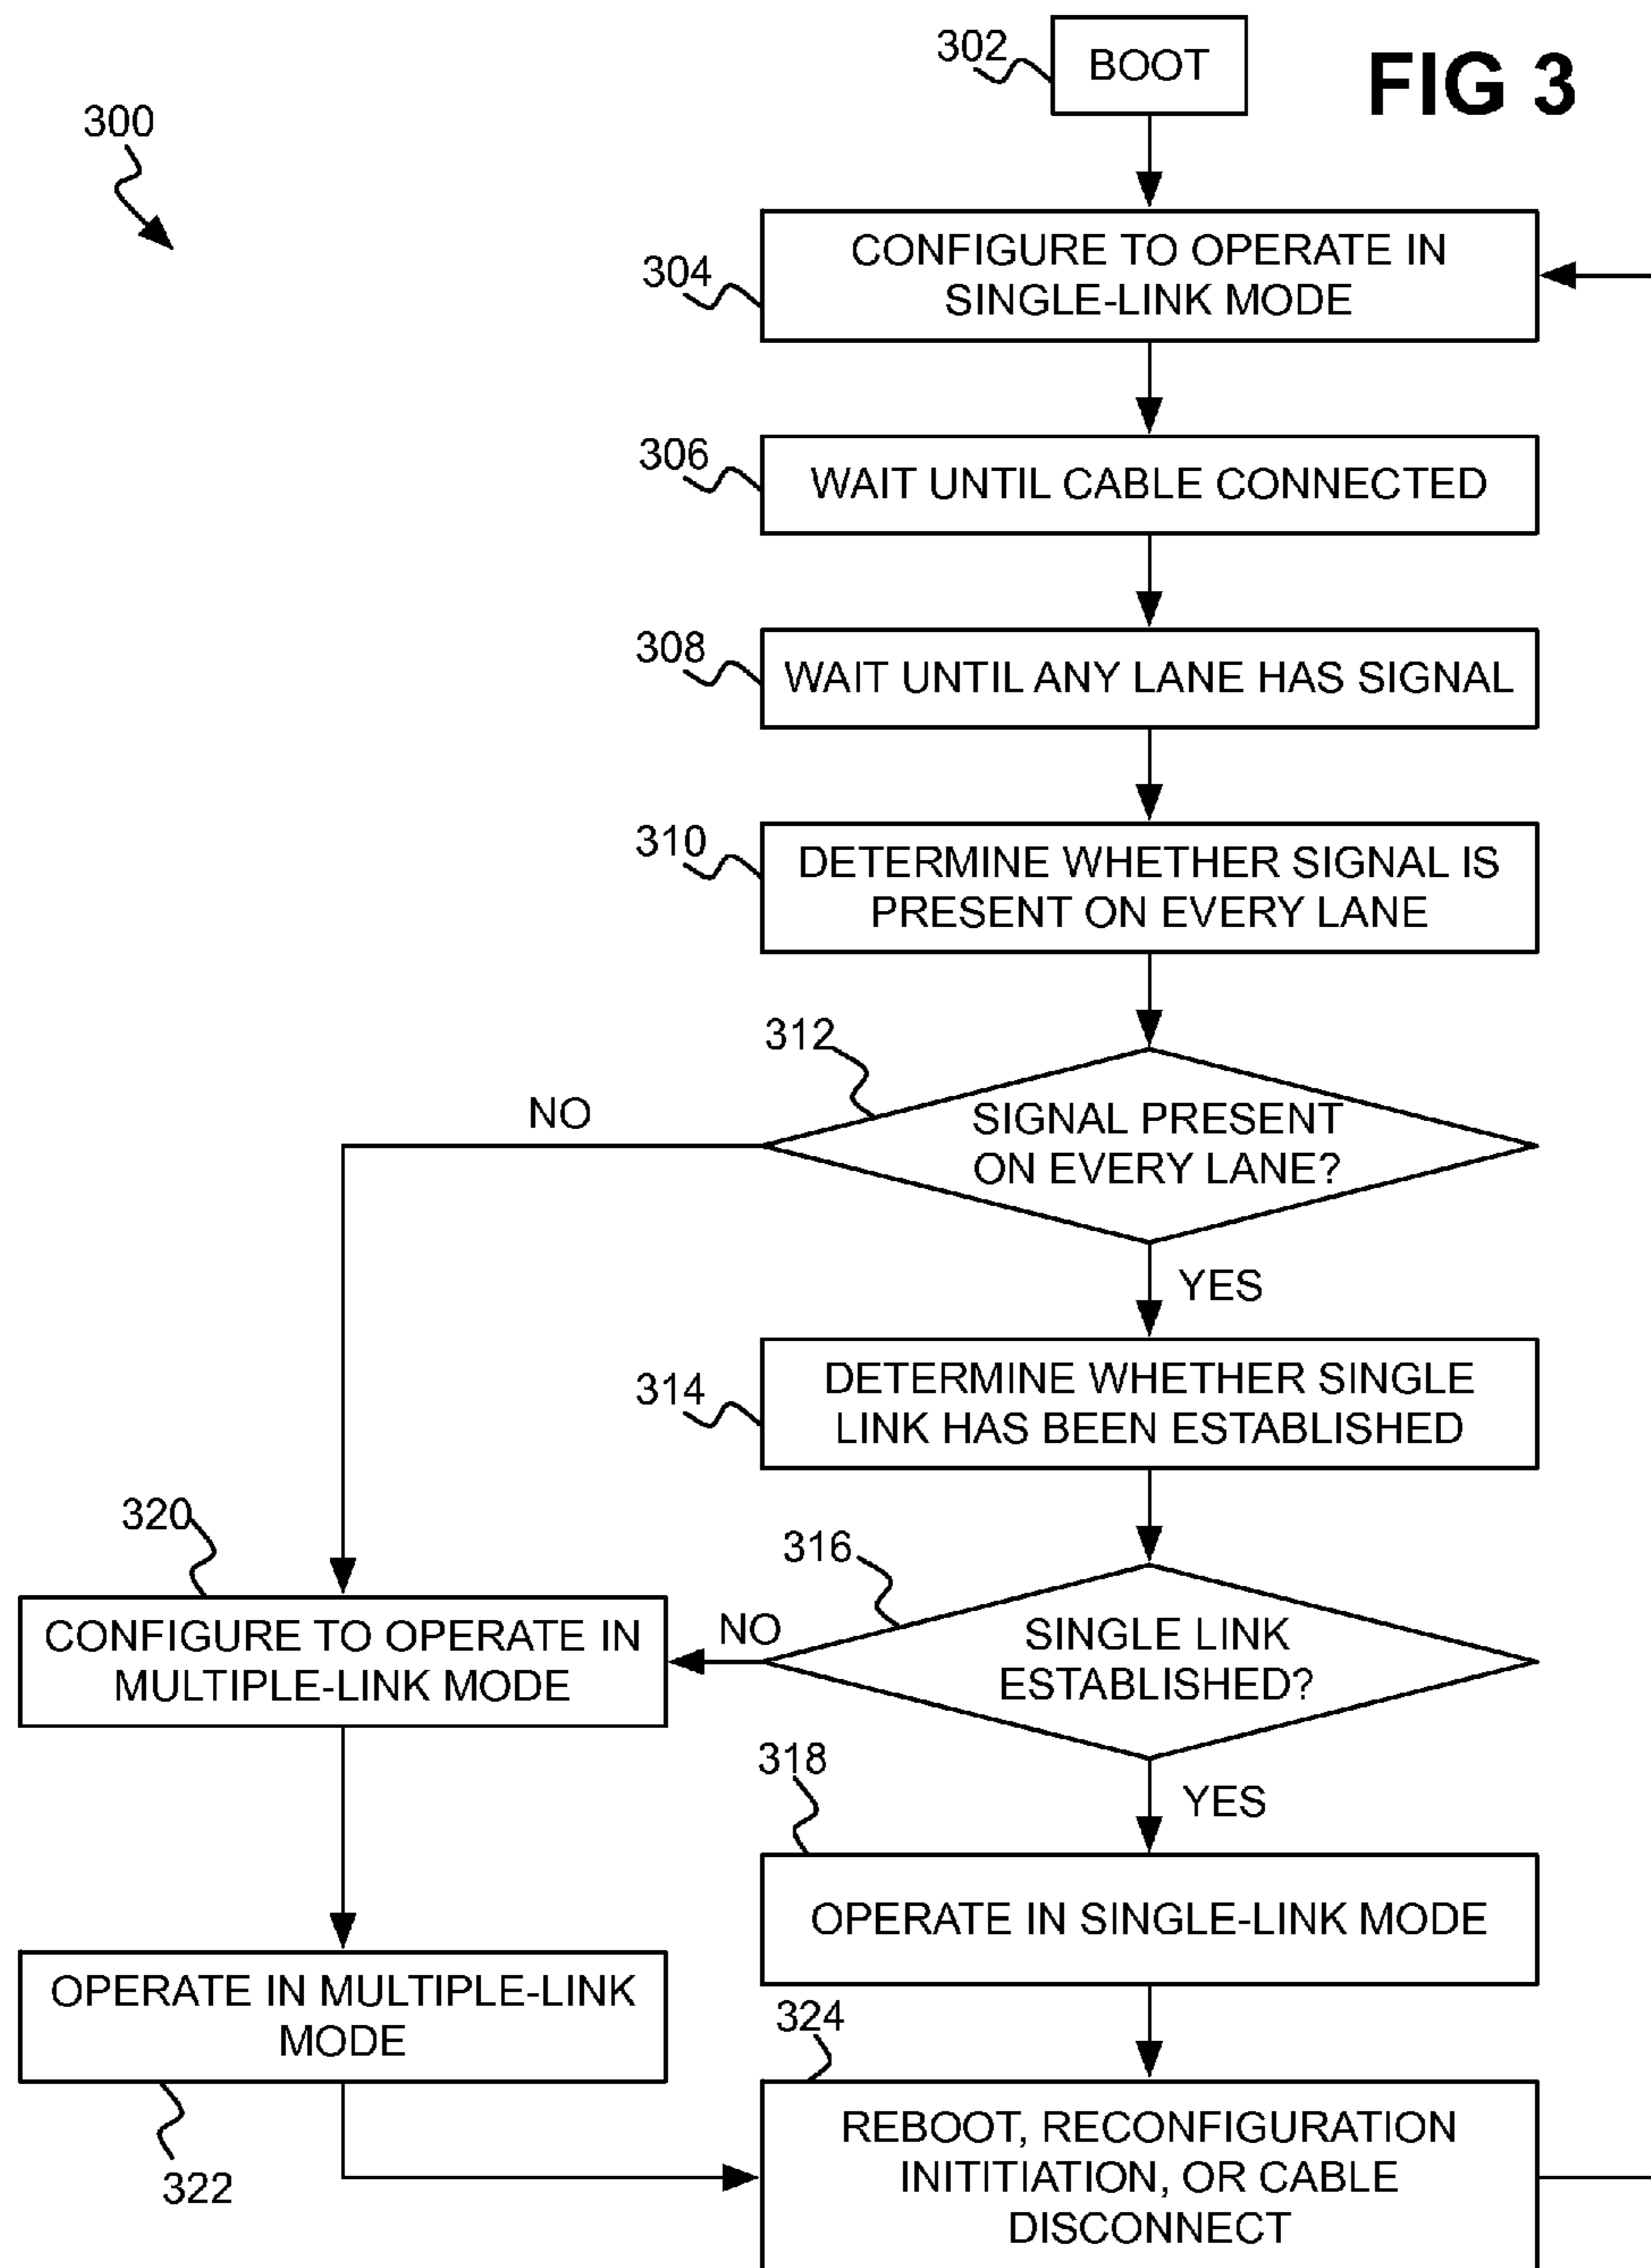 302
BOOT
FIG 3
300
304
CONFIGURE TO OPERATE IN
SINGLE-LINK MODE
306
WAIT UNTIL CABLE CONNECTED
308
WAIT UNTIL ANY LANE HAS SIGNAL
310
DETERMINE WHETHER SIGNAL IS
PRESENT ON EVERY LANE
312
SIGNAL PRESENT
ON EVERY LANE?
NO
YES
314
DETERMINE WHETHER SINGLE
LINK HAS BEEN ESTABLISHED
316
SINGLE LINK
ESTABLISHED?
NO
YES
320
CONFIGURE TO OPERATE IN
MULTIPLE-LINK MODE
318
OPERATE IN SINGLE-LINK MODE
OPERATE IN MULTIPLE-LINK
MODE
322
324
REBOOT, RECONFIGURATION
INITITIATION, OR CABLE
DISCONNECT